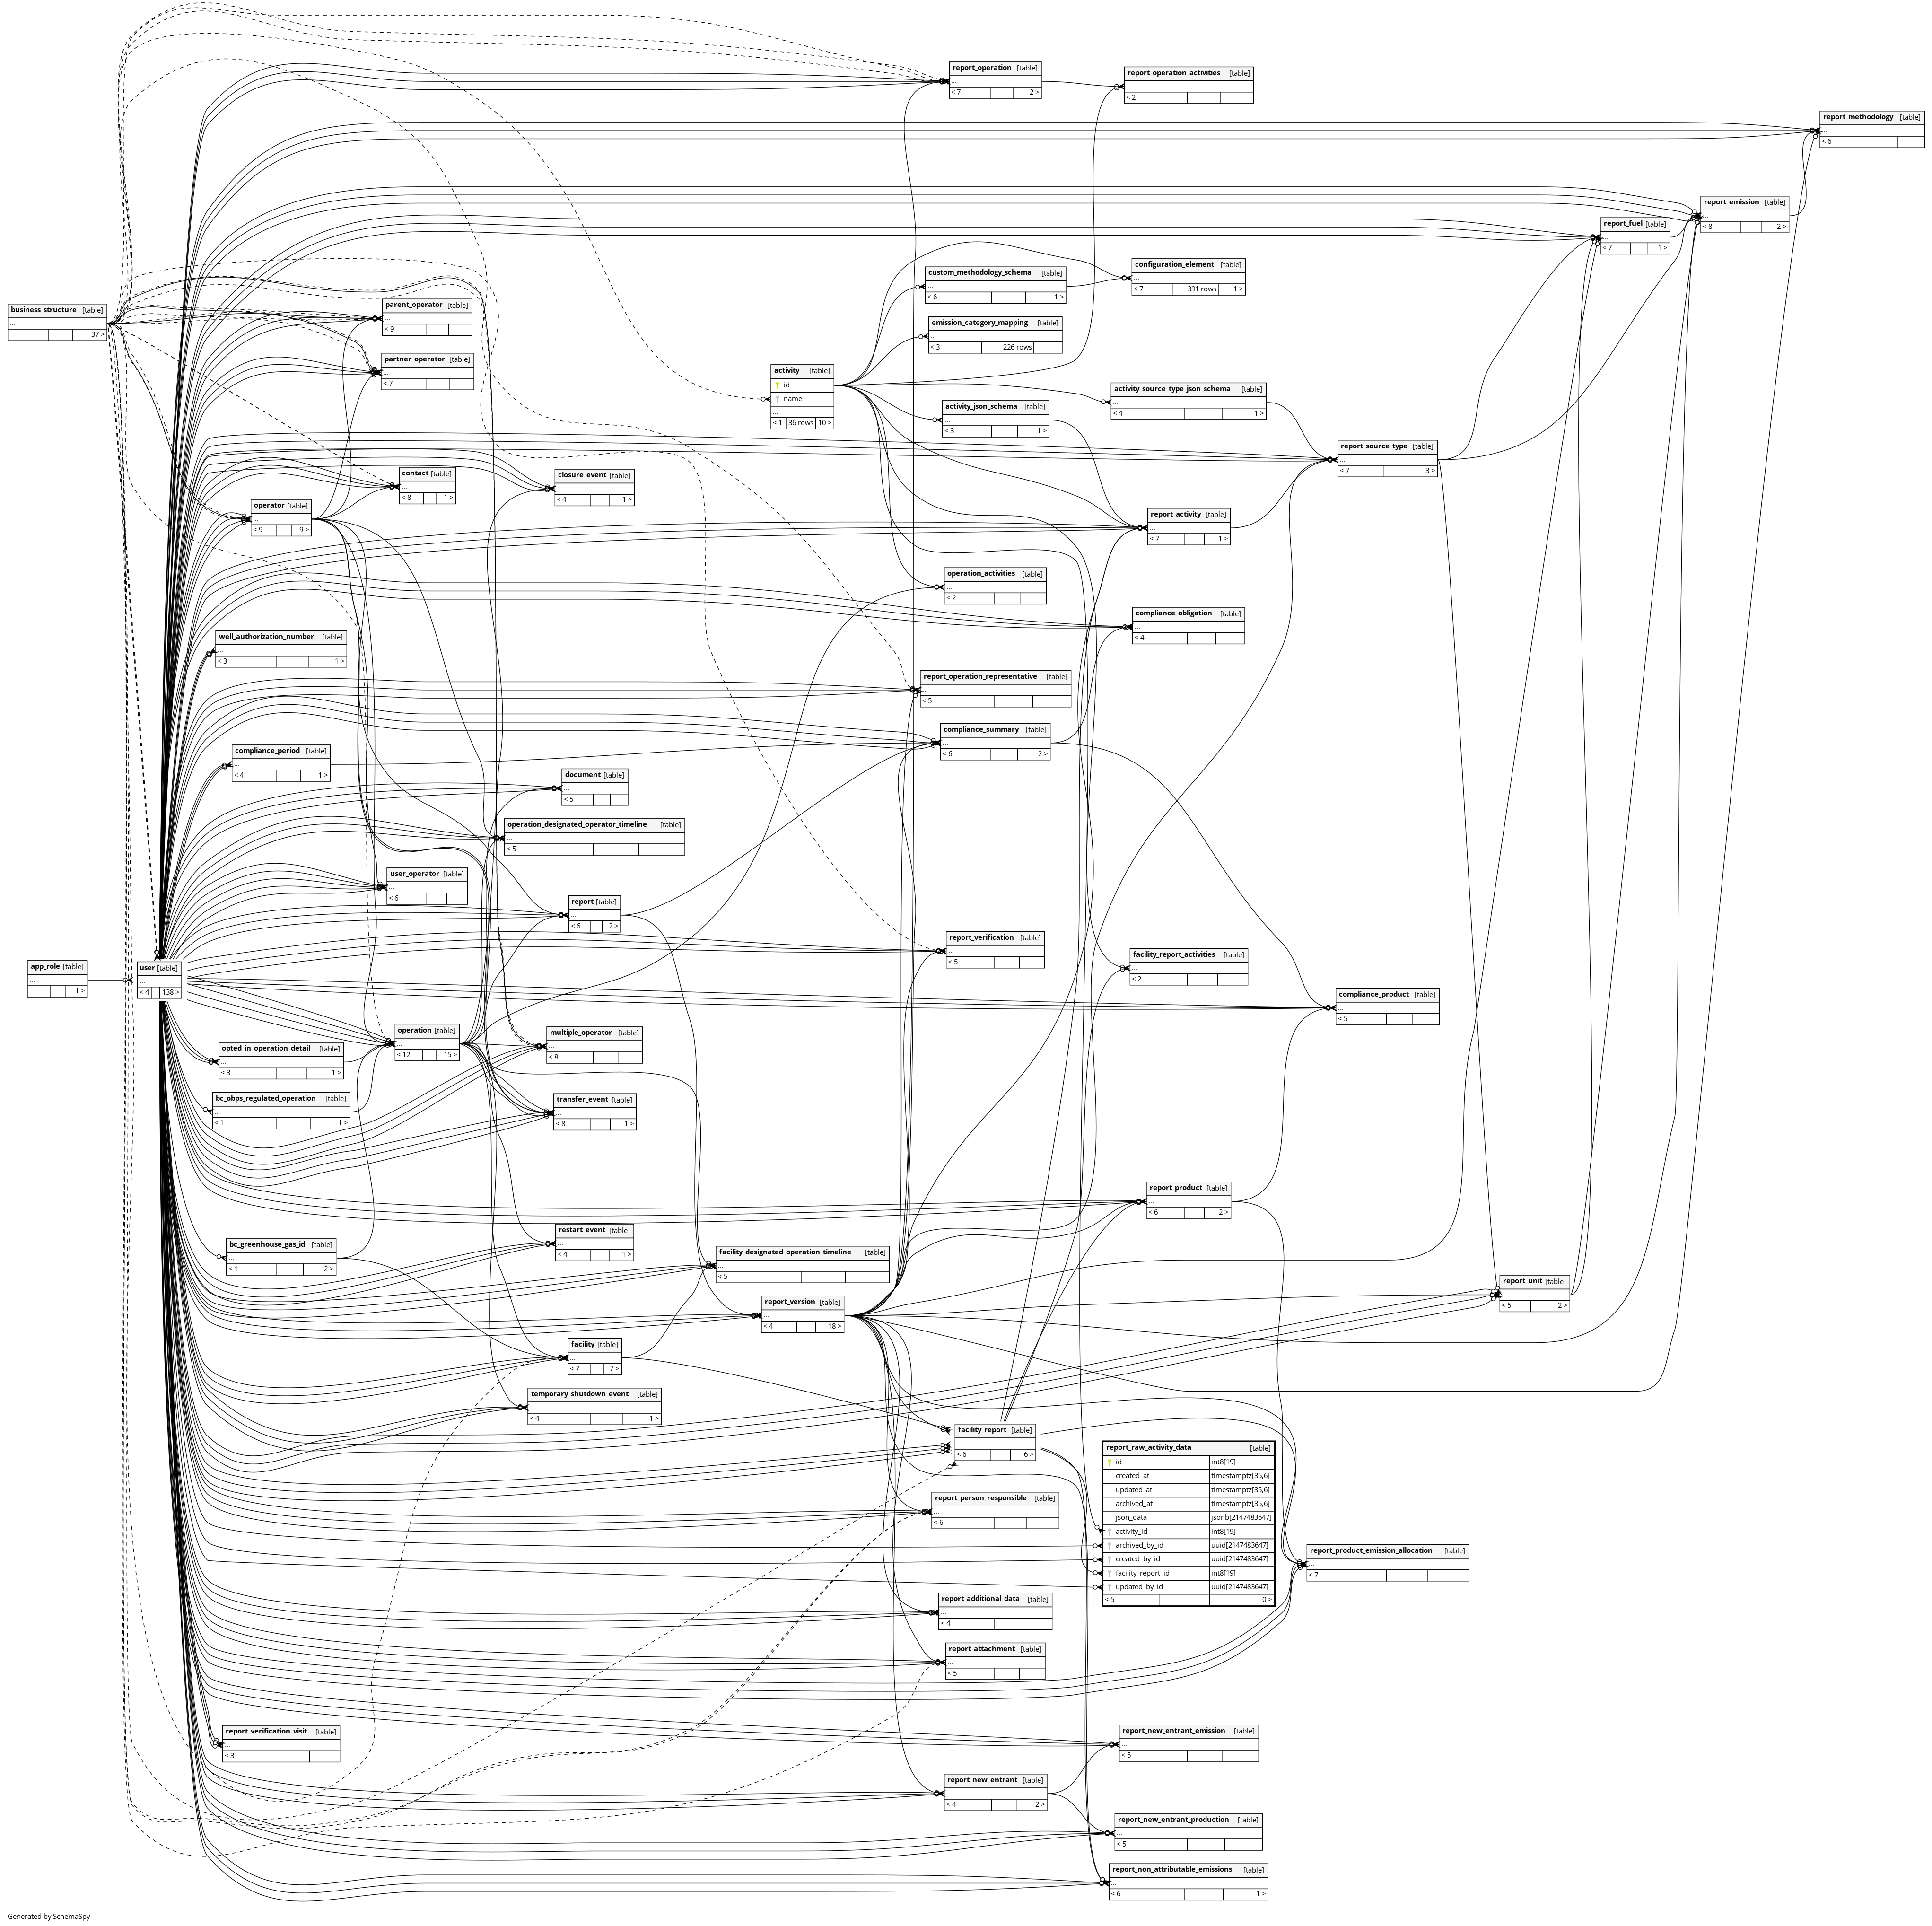 report_operation [table]
...
< 7 2 >
report_operation_activities [table]
...
< 2
report_methodology [table]
...
< 6
report_emission [table]
...
< 8 2 >
report_fuel [table]
...
< 7 1 >
configuration_element [table]
...
< 7 391 rows 1 >
custom_methodology_schema [table]
...
< 6 1 >
business_structure [table]
...
37 >
parent_operator [table]
...
< 9
emission_category_mapping [table]
...
< 3 226 rows
partner_operator [table]
...
< 7
activity [table]
id
name
...
< 1 36 rows 10 >
activity_source_type_json_schema [table]
...
< 4 1 >
activity_json_schema [table]
...
< 3 1 >
report_source_type [table]
...
< 7 3 >
contact [table]
...
< 8 1 >
closure_event [table]
...
< 4 1 >
operator [table]
...
< 9 9 >
report_activity [table]
...
< 7 1 >
operation_activities [table]
...
< 2
compliance_obligation [table]
...
< 4
well_authorization_number [table]
...
< 3 1 >
report_operation_representative [table]
...
< 5
compliance_summary [table]
...
< 6 2 >
compliance_period [table]
...
< 4 1 >
document [table]
...
< 5
operation_designated_operator_timeline [table]
...
< 5
user_operator [table]
...
< 6
report [table]
...
< 6 2 >
report_verification [table]
...
< 5
facility_report_activities [table]
...
< 2
app_role [table]
...
1 >
user [table]
...
< 4 138 >
compliance_product [table]
...
< 5
operation [table]
...
< 12 15 >
multiple_operator [table]
...
< 8
opted_in_operation_detail [table]
...
< 3 1 >
bc_obps_regulated_operation [table]
...
< 1 1 >
transfer_event [table]
...
< 8 1 >
report_product [table]
...
< 6 2 >
restart_event [table]
...
< 4 1 >
bc_greenhouse_gas_id [table]
...
< 1 2 >
facility_designated_operation_timeline [table]
...
< 5
report_unit [table]
...
< 5 2 >
report_version [table]
...
< 4 18 >
facility [table]
...
< 7 7 >
temporary_shutdown_event [table]
...
< 4 1 >
facility_report [table]
...
< 6 6 >
report_raw_activity_data [table]
id int8[19]
created_at timestamptz[35,6]
updated_at timestamptz[35,6]
archived_at timestamptz[35,6]
json_data jsonb[2147483647]
activity_id int8[19]
archived_by_id uuid[2147483647]
created_by_id uuid[2147483647]
facility_report_id int8[19]
updated_by_id uuid[2147483647]
< 5 0 >
report_person_responsible [table]
...
< 6
report_product_emission_allocation [table]
...
< 7
report_additional_data [table]
...
< 4
report_attachment [table]
...
< 5
report_verification_visit [table]
...
< 3
report_new_entrant_emission [table]
...
< 5
report_new_entrant [table]
...
< 4 2 >
report_new_entrant_production [table]
...
< 5
report_non_attributable_emissions [table]
...
< 6 1 >
Generated by SchemaSpy